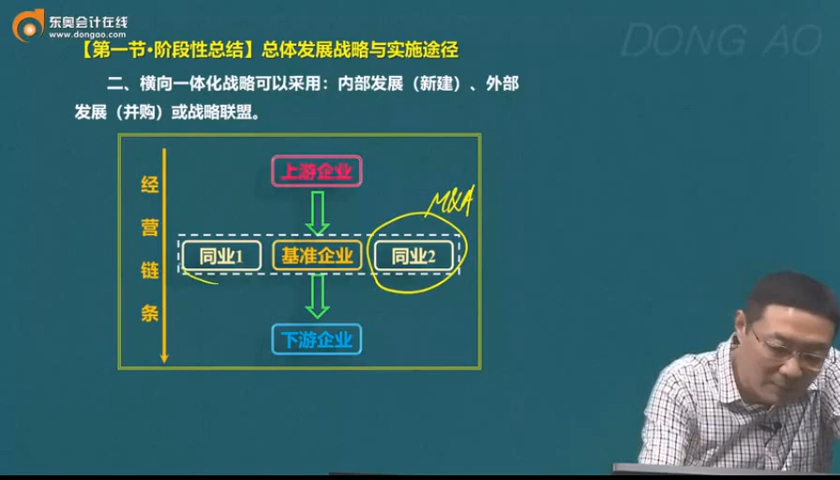 东奥会计在线
www.dongao.com
DONG AO
【第一节·阶段性总结】总体发展战略与实施途径
二、横向一体化战略可以采用：内部发展（新建）、外部
发展（并购）或战略联盟。
经营链条
上游企业
M&A
同业1 基准企业 同业2
下游企业